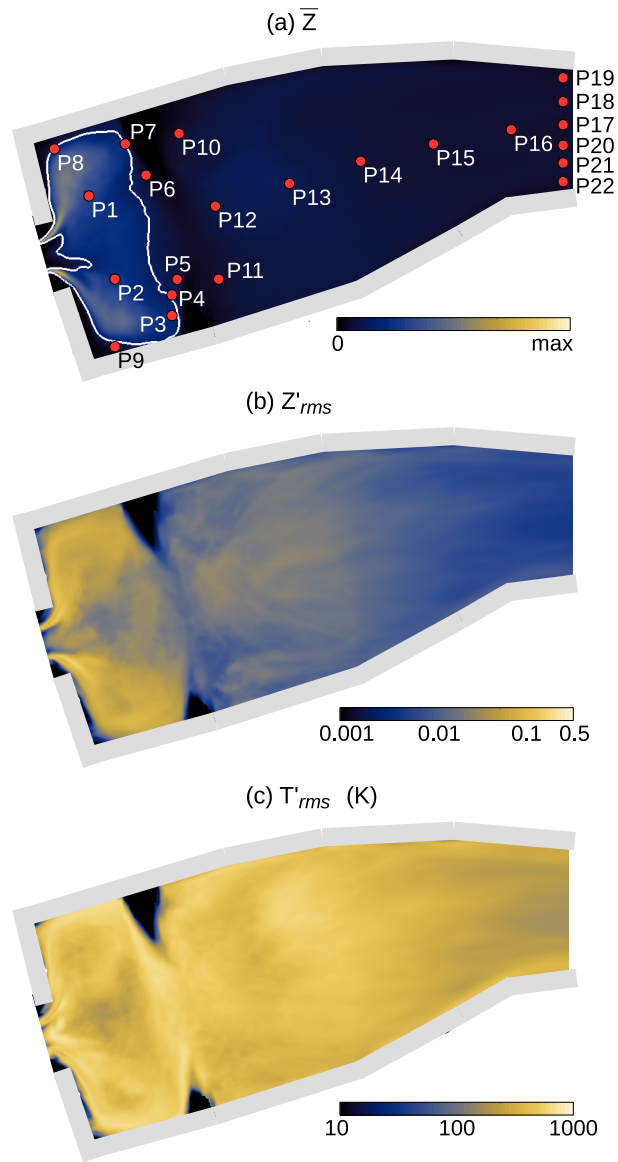 (a) Z̅
P19
P18
P17
P20
P21
P22
P7
P10
P8
P16
P15
P6
P14
P13
P1
P12
P5
P11
P2
P4
P3
P9
0 max
(b) Z'rms
0.001 0.01 0.1 0.5
(c) T'rms (K)
10 100 1000